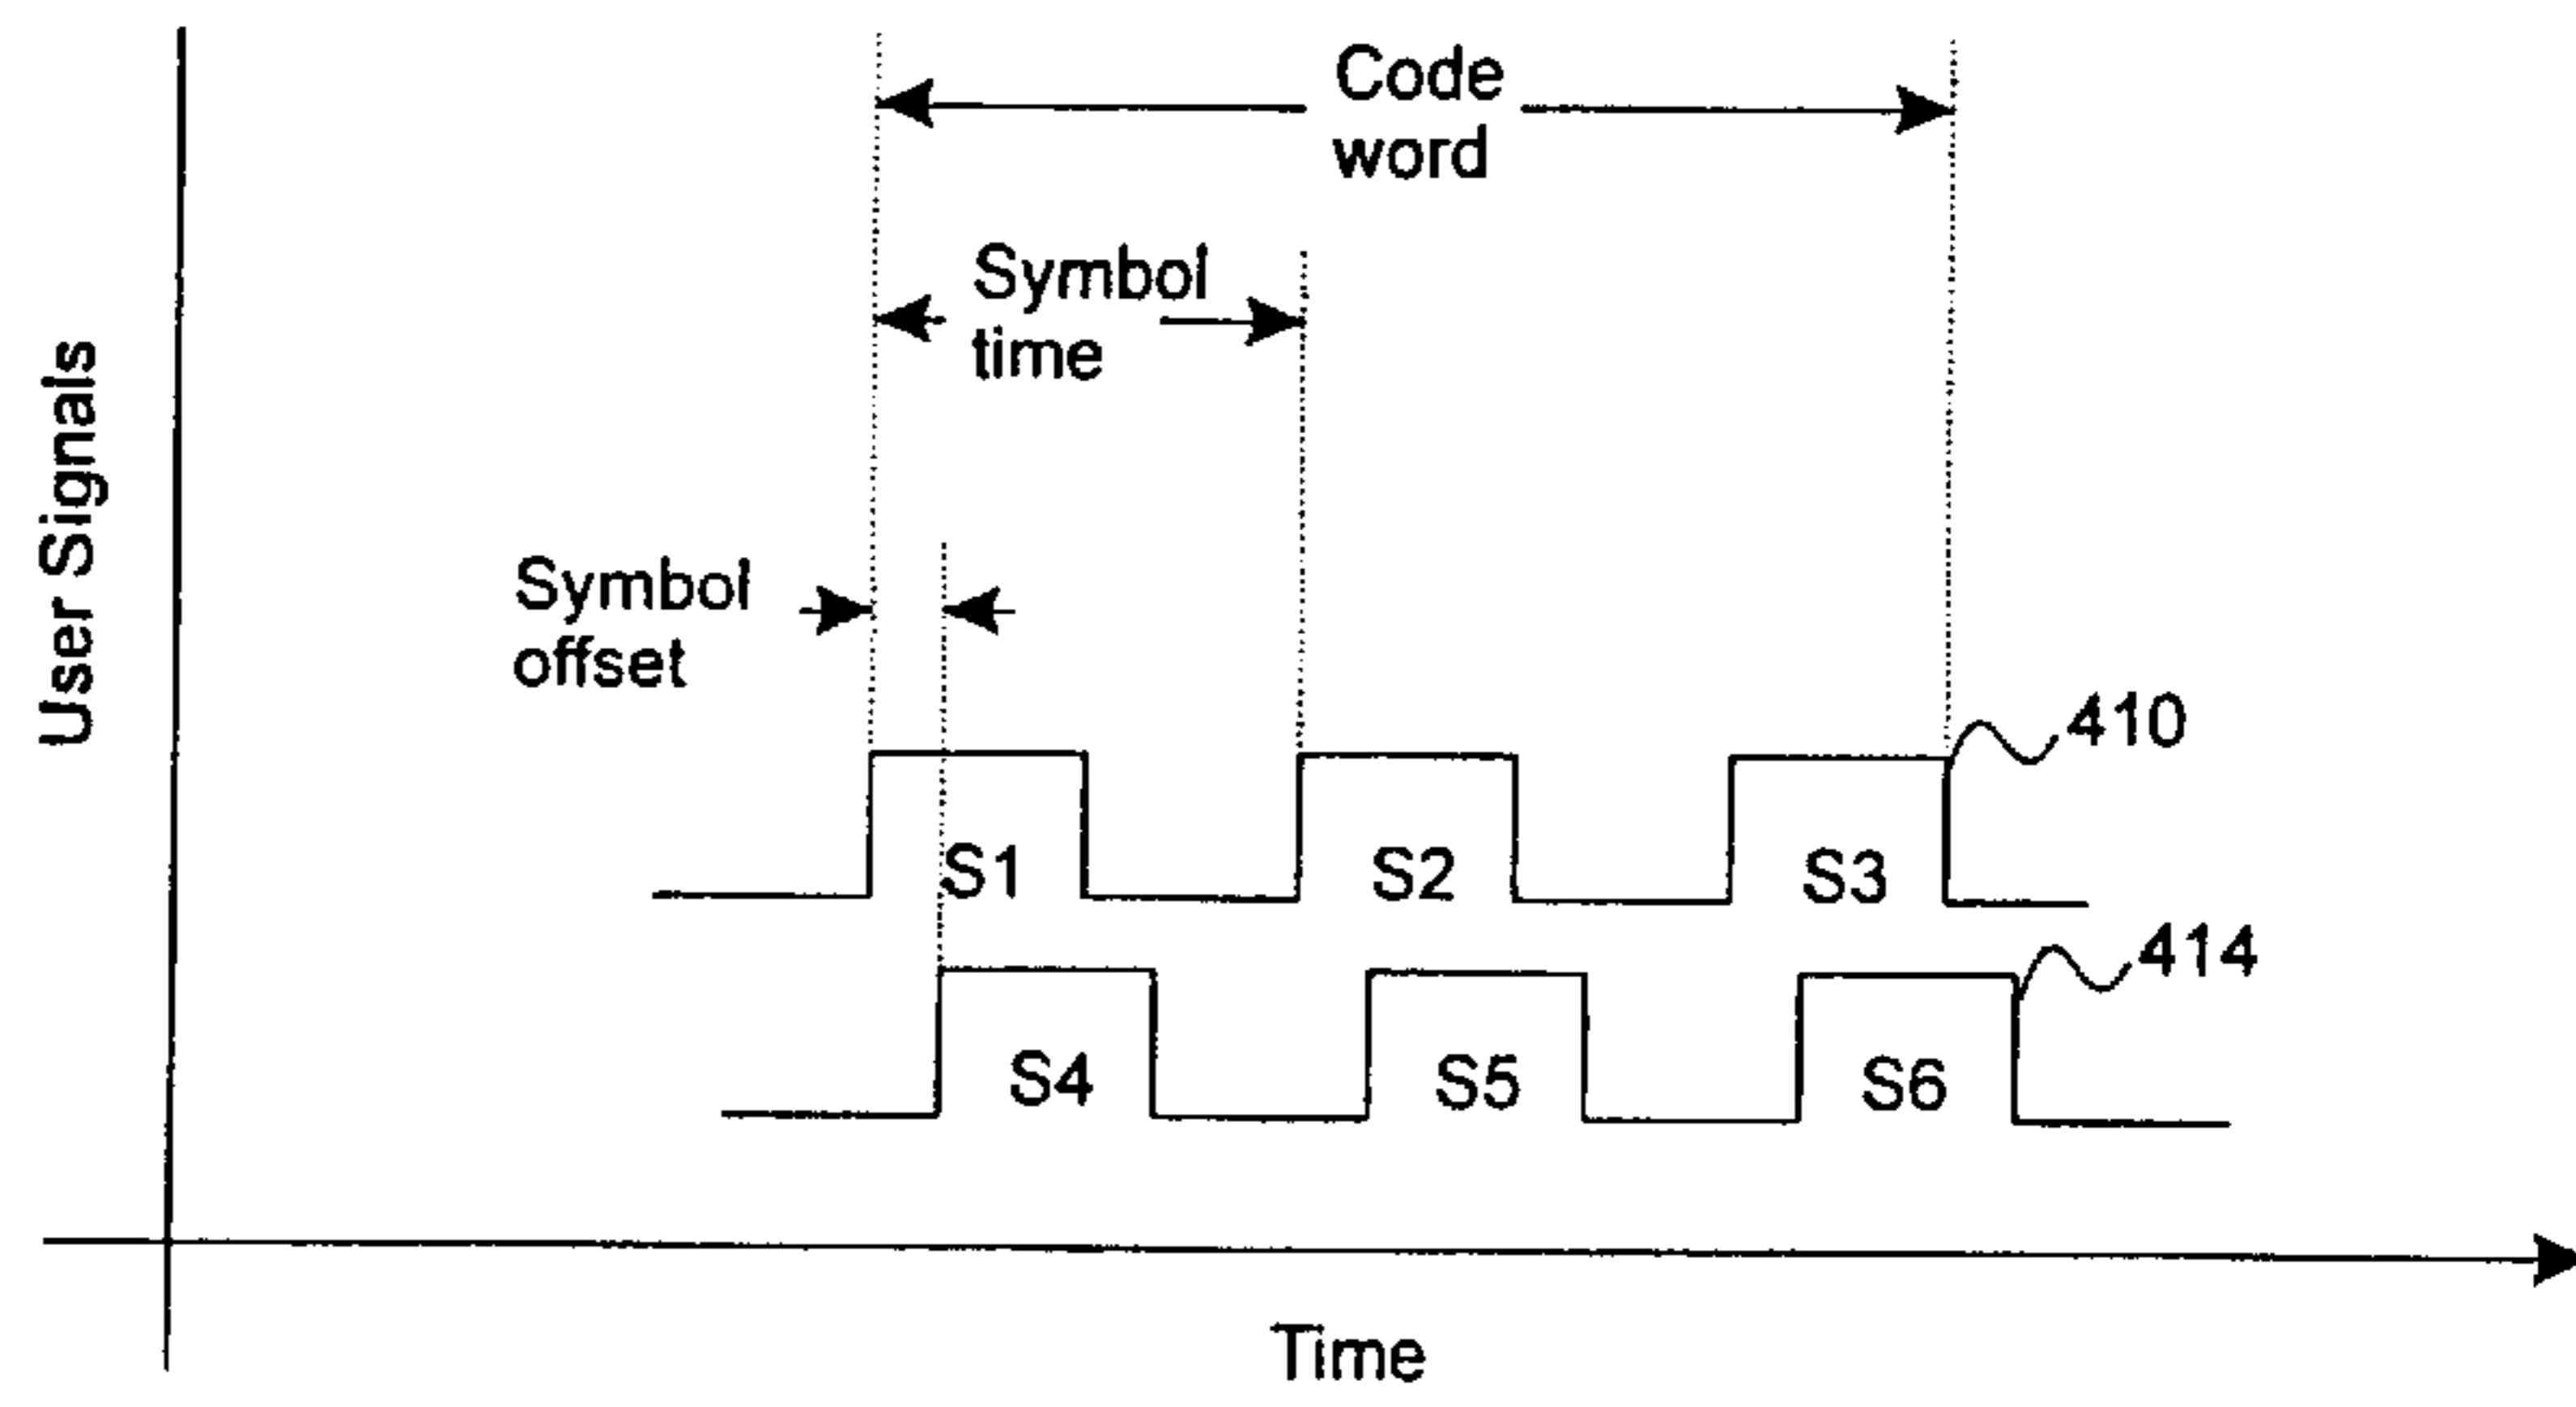 Code
word
Symbol
time
User Signals
Symbol
offset
410
S1
S2
S3
414
S4
S5
S6
Time